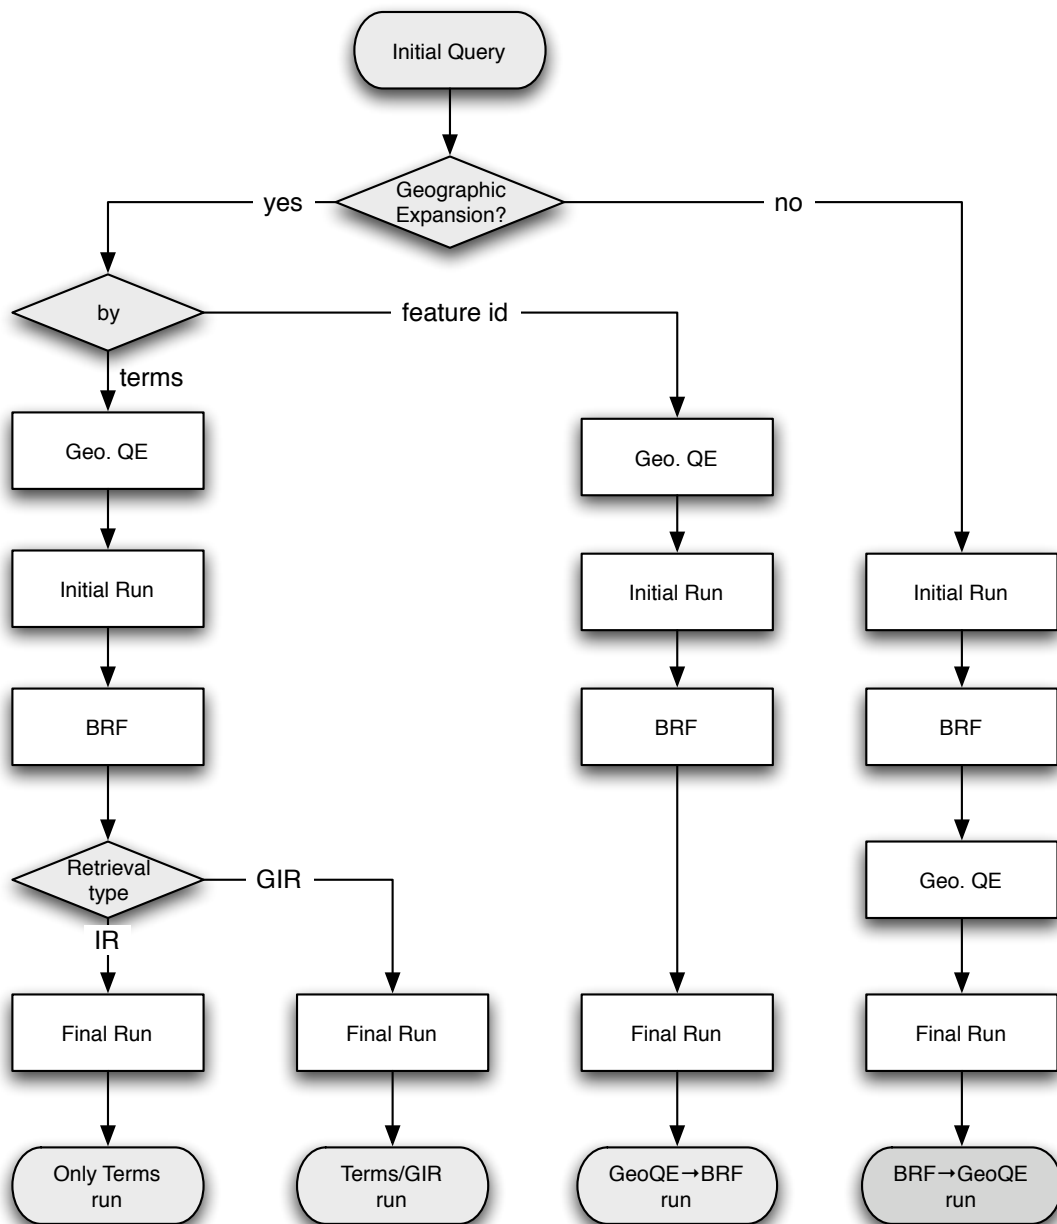 Initial Query
Geographic
Expansion?
yes
no
by
feature id
terms
Geo. QE
Geo. QE
Initial Run
Initial Run
Initial Run
BRF
BRF
BRF
Retrieval
type
GIR
Geo. QE
IR
Final Run
Final Run
Final Run
Final Run
Only Terms
run
Terms/GIR
run
GeoQE→BRF
run
BRF→GeoQE
run